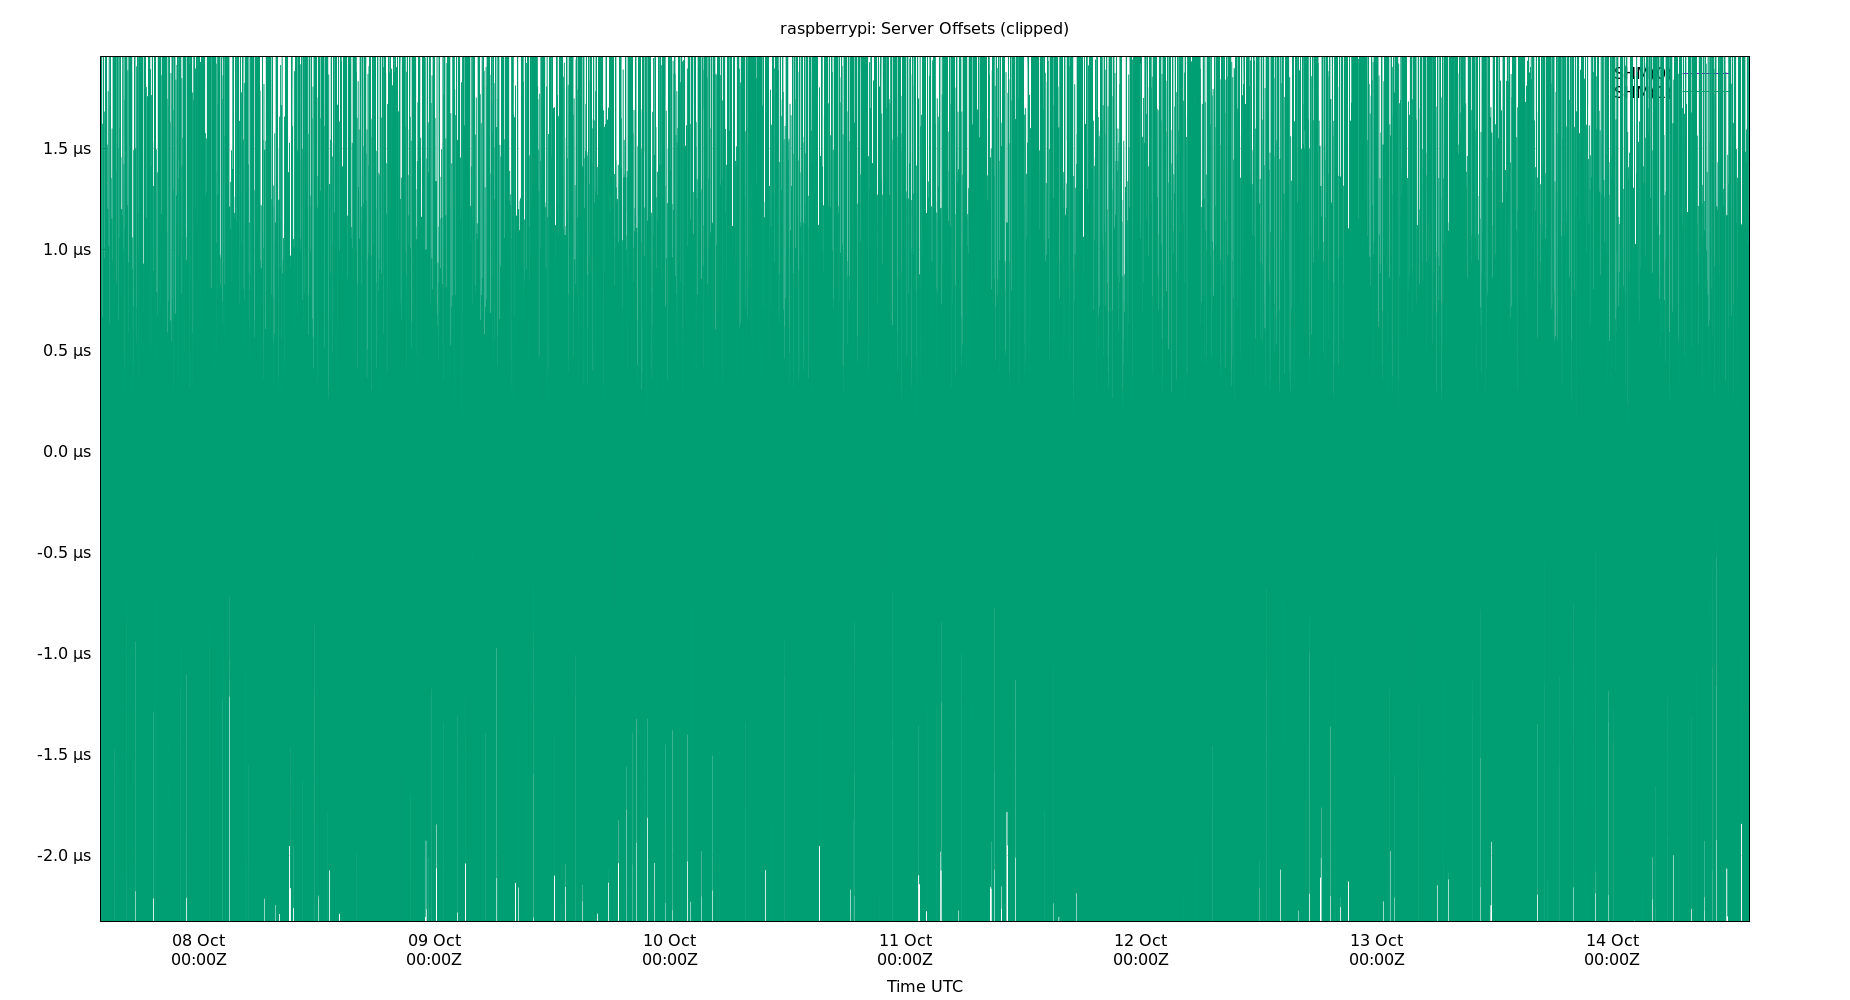 raspberrypi: Server Offsets (clipped)
1.5 µs
1.0 µs
0.5 µs
0.0 µs
-0.5 µs
-1.0 µs
-1.5 µs
-2.0 µs
08 Oct 00:00Z
09 Oct 00:00Z
10 Oct 00:00Z
11 Oct 00:00Z
12 Oct 00:00Z
13 Oct 00:00Z
14 Oct 00:00Z
Time UTC